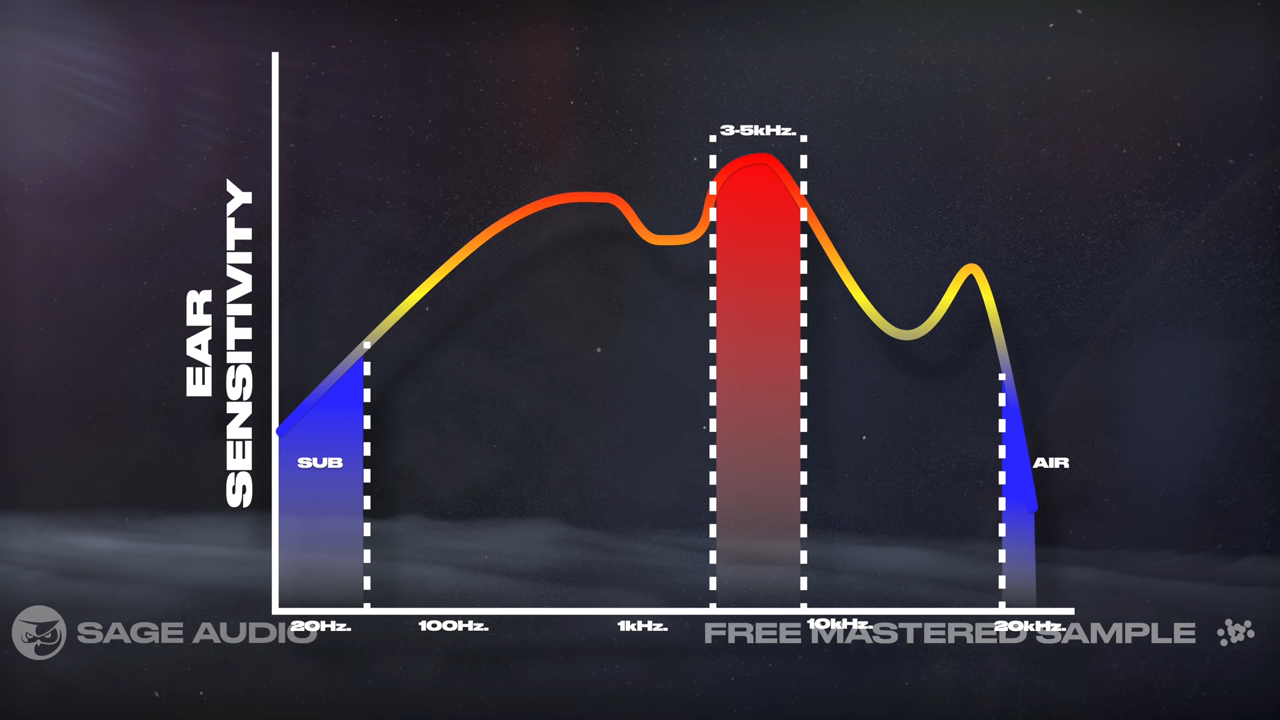 3-5kHz.
EAR
SENSITIVITY
SUB
AIR
20Hz.
100Hz.
1kHz.
10kHz.
20kHz.
SAGE AUDIO
FREE MASTERED SAMPLE